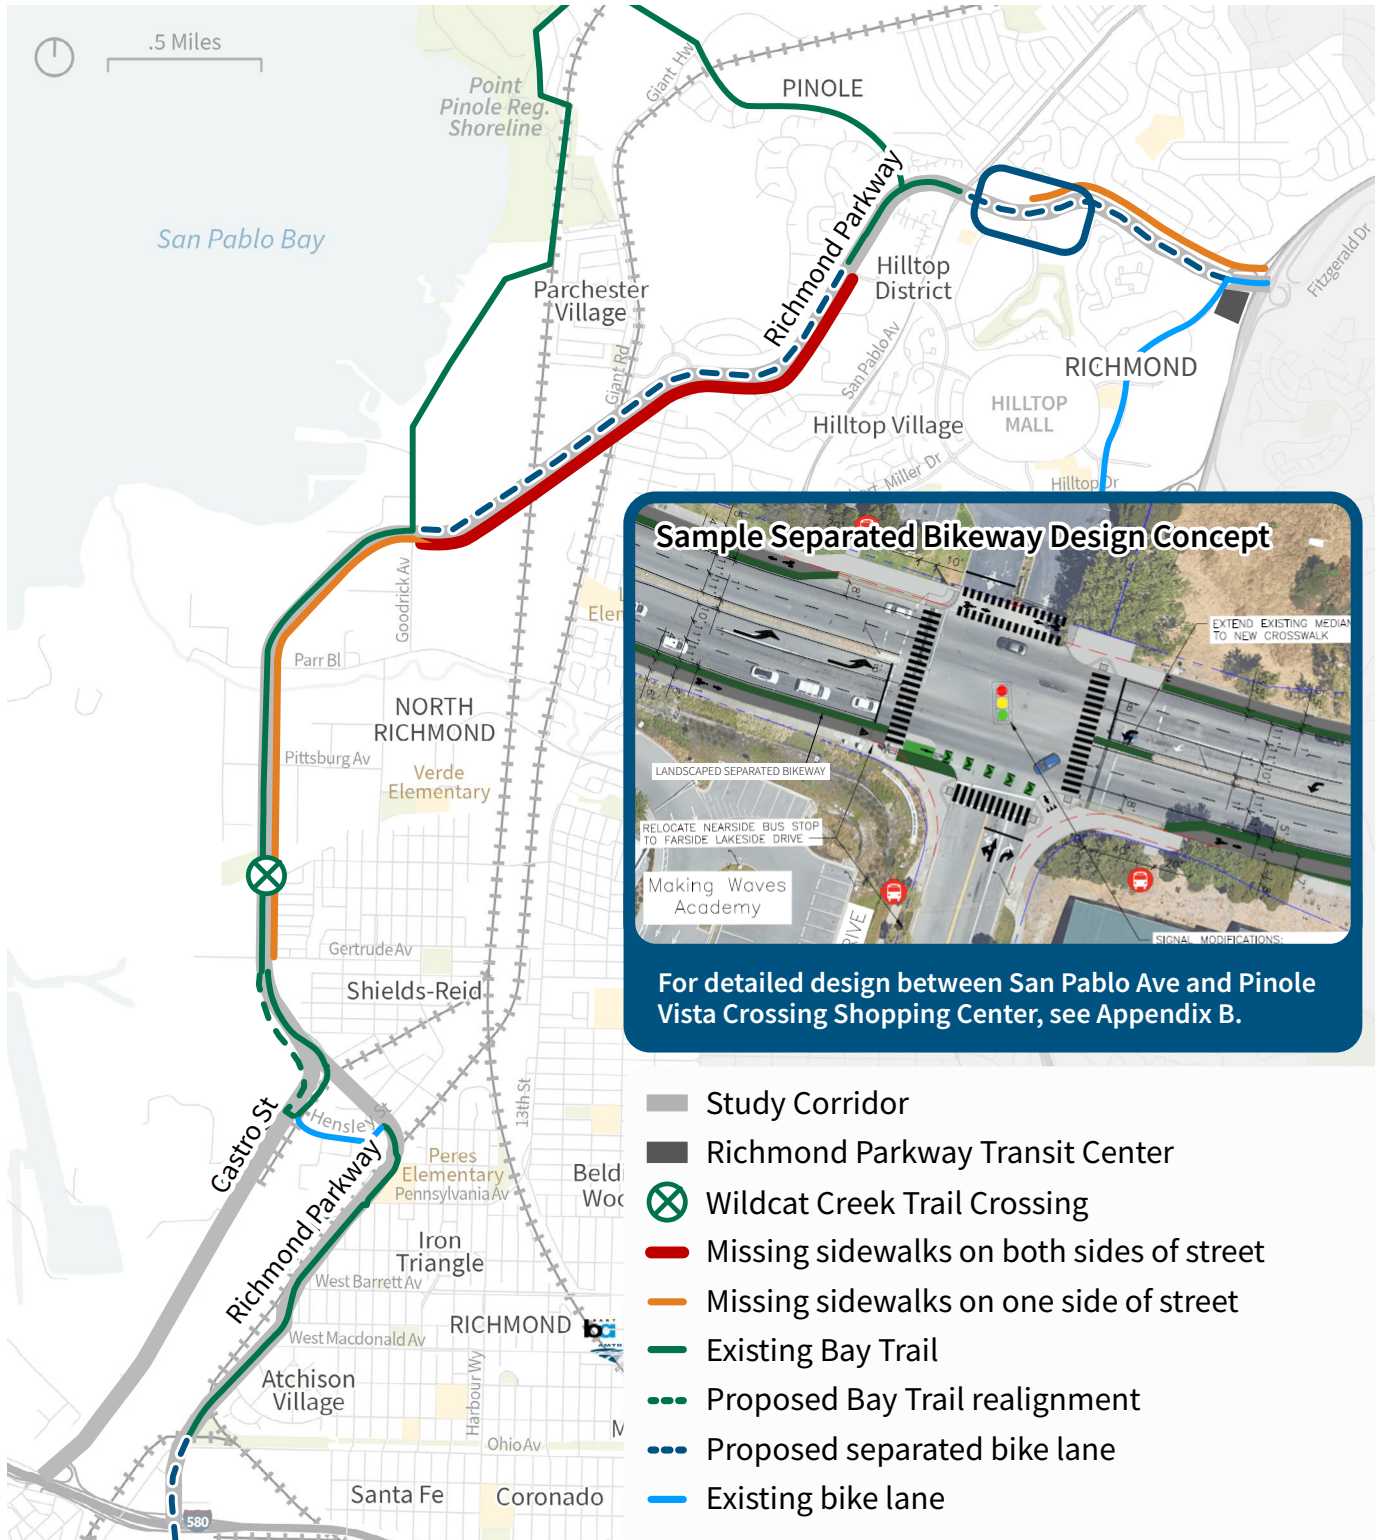 .5 Miles
Point
Pinole Reg.
Shoreline
Giant Hwy
PINOLE
San Pablo Bay
Richmond Parkway
Fitzgerald Dr
Hilltop
District
Parchester
Village
Giant Rd
San Pablo Av
RICHMOND
HILLTOP
MALL
Hilltop Village
Miller Dr
Hilltop Dr
Goodrick Av
Parr Bl
NORTH
RICHMOND
Pittsburg Av
Verde
Elementary
Gertrude Av
Shields-Reid
Castro St
Hensley St
13th St
Richmond Parkway
Peres
Elementary
Pennsylvania Av
Iron
Triangle
West Barrett Av
West Macdonald Av
RICHMOND
Atchison
Village
Harbour Wy
Ohio Av
Santa Fe
Coronado
580
Sample Separated Bikeway Design Concept
EXTEND EXISTING MEDIAN
TO NEW CROSSWALK
LANDSCAPED SEPARATED BIKEWAY
RELOCATE NEARSIDE BUS STOP
TO FARSIDE LAKESIDE DRIVE
Making Waves
Academy
SIGNAL MODIFICATIONS:
For detailed design between San Pablo Ave and Pinole
Vista Crossing Shopping Center, see Appendix B.
Study Corridor
Richmond Parkway Transit Center
Wildcat Creek Trail Crossing
Missing sidewalks on both sides of street
Missing sidewalks on one side of street
Existing Bay Trail
Proposed Bay Trail realignment
Proposed separated bike lane
Existing bike lane